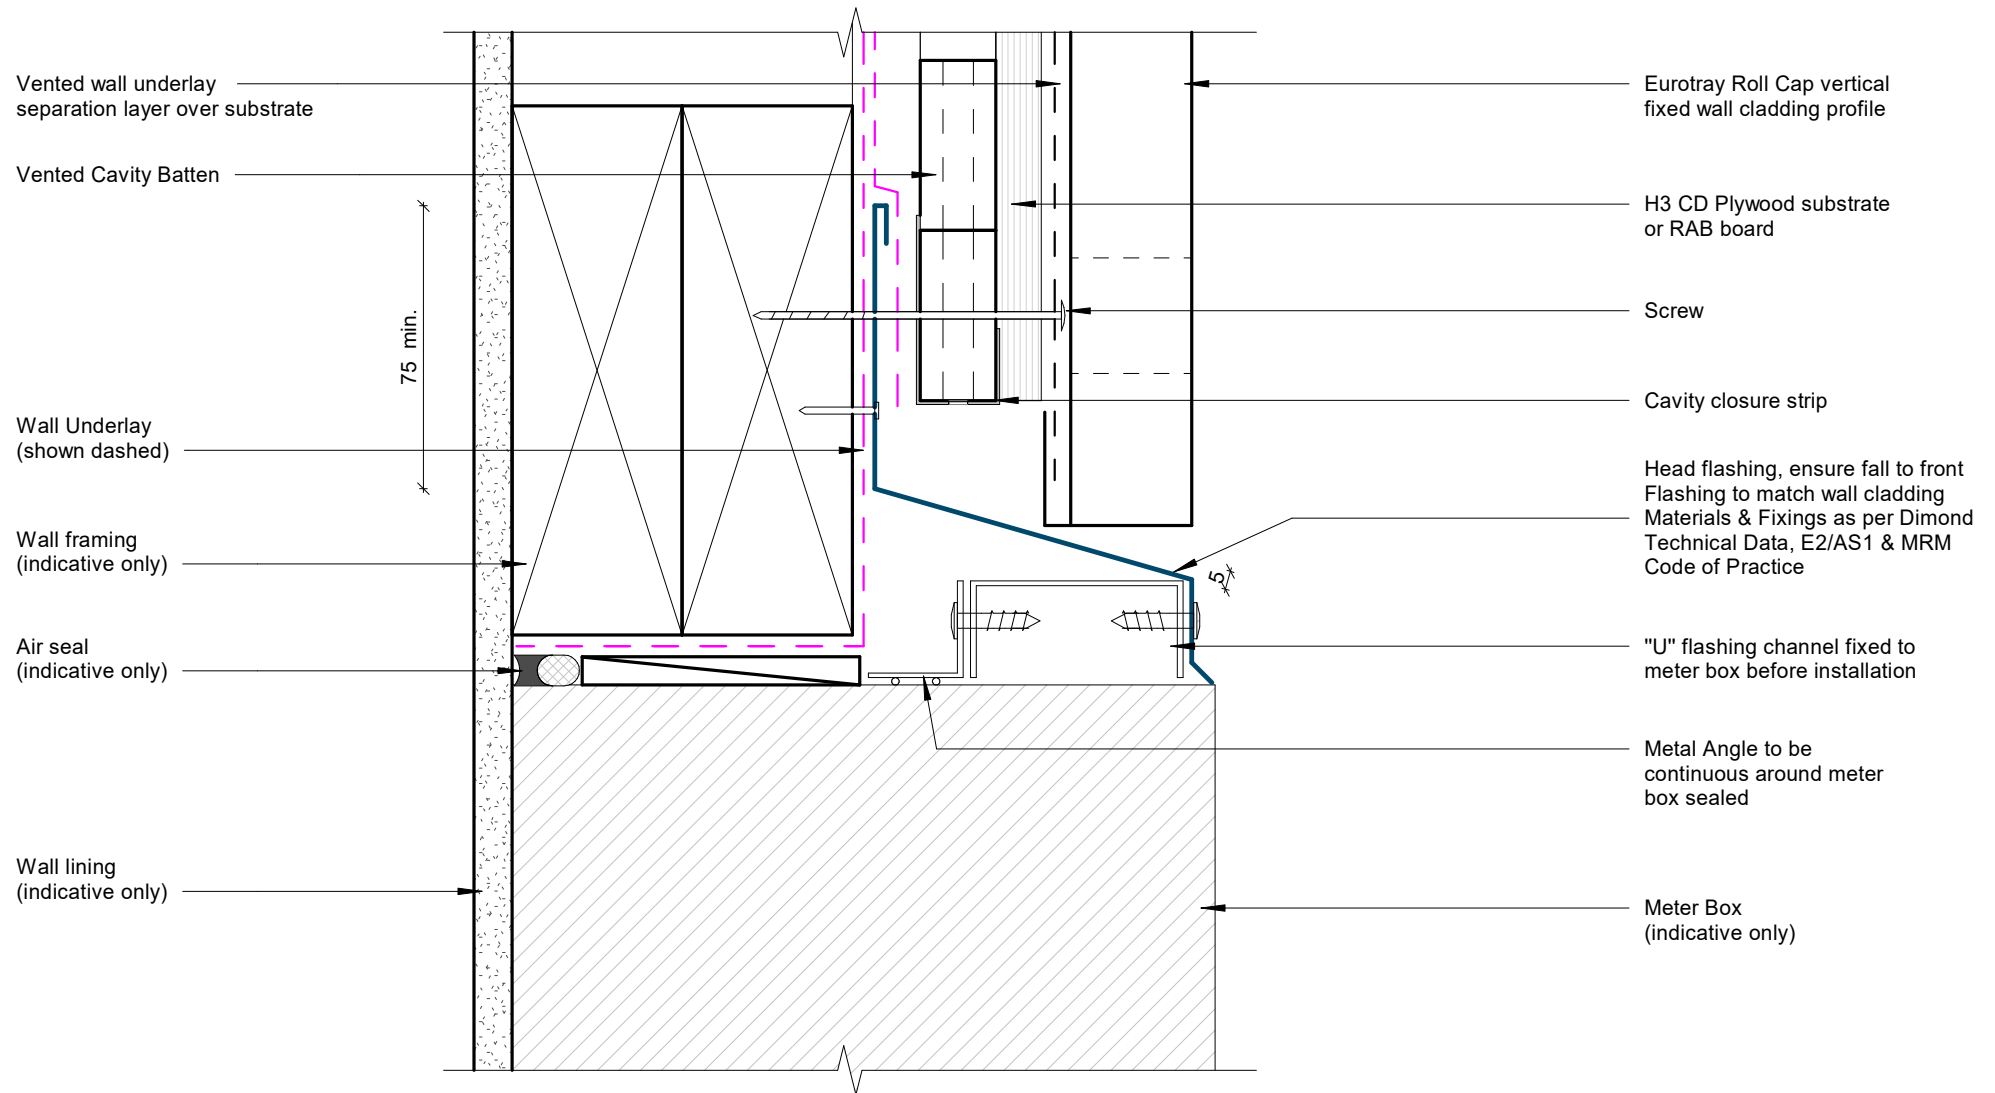 Vented wall underlay
separation layer over substrate
Vented Cavity Batten
75 min.
Wall Underlay
(shown dashed)
Wall framing
(indicative only)
Air seal
(indicative only)
Wall lining
(indicative only)
Eurotray Roll Cap vertical
fixed wall cladding profile
H3 CD Plywood substrate
or RAB board
Screw
Cavity closure strip
Head flashing, ensure fall to front
Flashing to match wall cladding
Materials & Fixings as per Dimond
Technical Data, E2/AS1 & MRM
Code of Practice
5
"U" flashing channel fixed to
meter box before installation
Metal Angle to be
continuous around meter
box sealed
Meter Box
(indicative only)